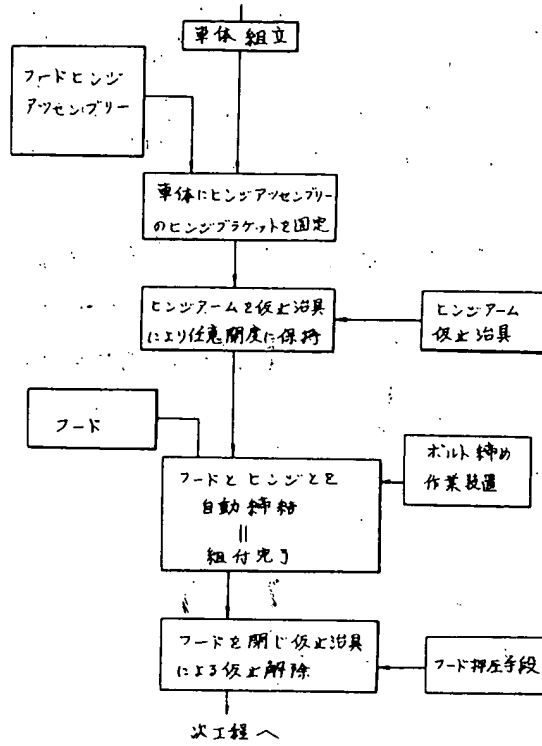 車体組立
フードヒンジ
アッセンブリー
車体にヒンジアッセンブリー
のヒンジブラケットを固定
ヒンジアームを仮止治具
により任意開度に保持
ヒンジアーム
仮止治具
フード
ボルト締め
作業装置
フードとヒンジとを
自動締結
||
組付完了
フードを閉じ仮止治具
による仮止解除
フード押圧手段
次工程へ